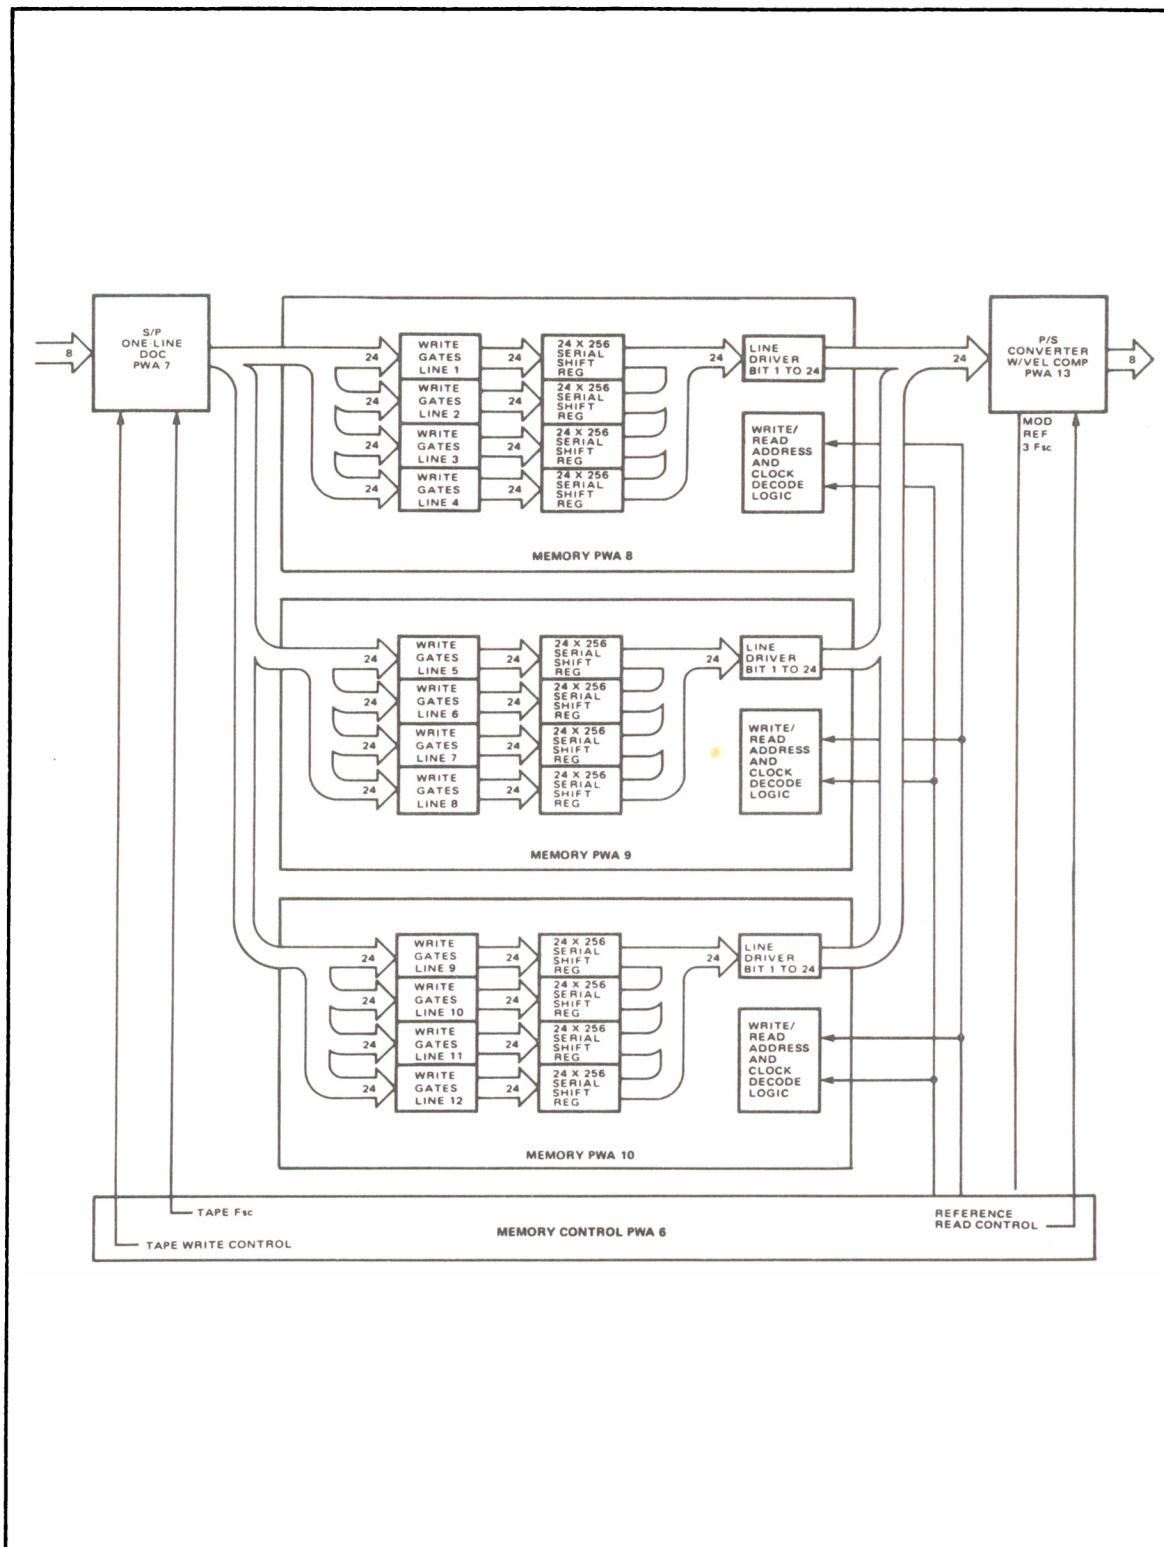 S/P
ONE-LINE
DOC
PWA 7
8
24
WRITE
GATES
LINE 1
24
24 X 256
SERIAL
SHIFT
REG
24
LINE
DRIVER
BIT 1 TO 24
24
P/S
CONVERTER
W/VEL COMP
PWA 13
8
24
WRITE
GATES
LINE 2
24
24 X 256
SERIAL
SHIFT
REG
24
WRITE
GATES
LINE 3
24
24 X 256
SERIAL
SHIFT
REG
24
WRITE
GATES
LINE 4
24
24 X 256
SERIAL
SHIFT
REG
WRITE/
READ
ADDRESS
AND
CLOCK
DECODE
LOGIC
MOD
REF
3 Fsc
MEMORY PWA 8
24
WRITE
GATES
LINE 5
24
24 X 256
SERIAL
SHIFT
REG
24
LINE
DRIVER
BIT 1 TO 24
24
WRITE
GATES
LINE 6
24
24 X 256
SERIAL
SHIFT
REG
24
WRITE
GATES
LINE 7
24
24 X 256
SERIAL
SHIFT
REG
24
WRITE
GATES
LINE 8
24
24 X 256
SERIAL
SHIFT
REG
WRITE/
READ
ADDRESS
AND
CLOCK
DECODE
LOGIC
MEMORY PWA 9
24
WRITE
GATES
LINE 9
24
24 X 256
SERIAL
SHIFT
REG
24
LINE
DRIVER
BIT 1 TO 24
24
WRITE
GATES
LINE 10
24
24 X 256
SERIAL
SHIFT
REG
24
WRITE
GATES
LINE 11
24
24 X 256
SERIAL
SHIFT
REG
24
WRITE
GATES
LINE 12
24
24 X 256
SERIAL
SHIFT
REG
WRITE/
READ
ADDRESS
AND
CLOCK
DECODE
LOGIC
MEMORY PWA 10
TAPE Fsc
TAPE WRITE CONTROL
MEMORY CONTROL PWA 6
REFERENCE
READ CONTROL